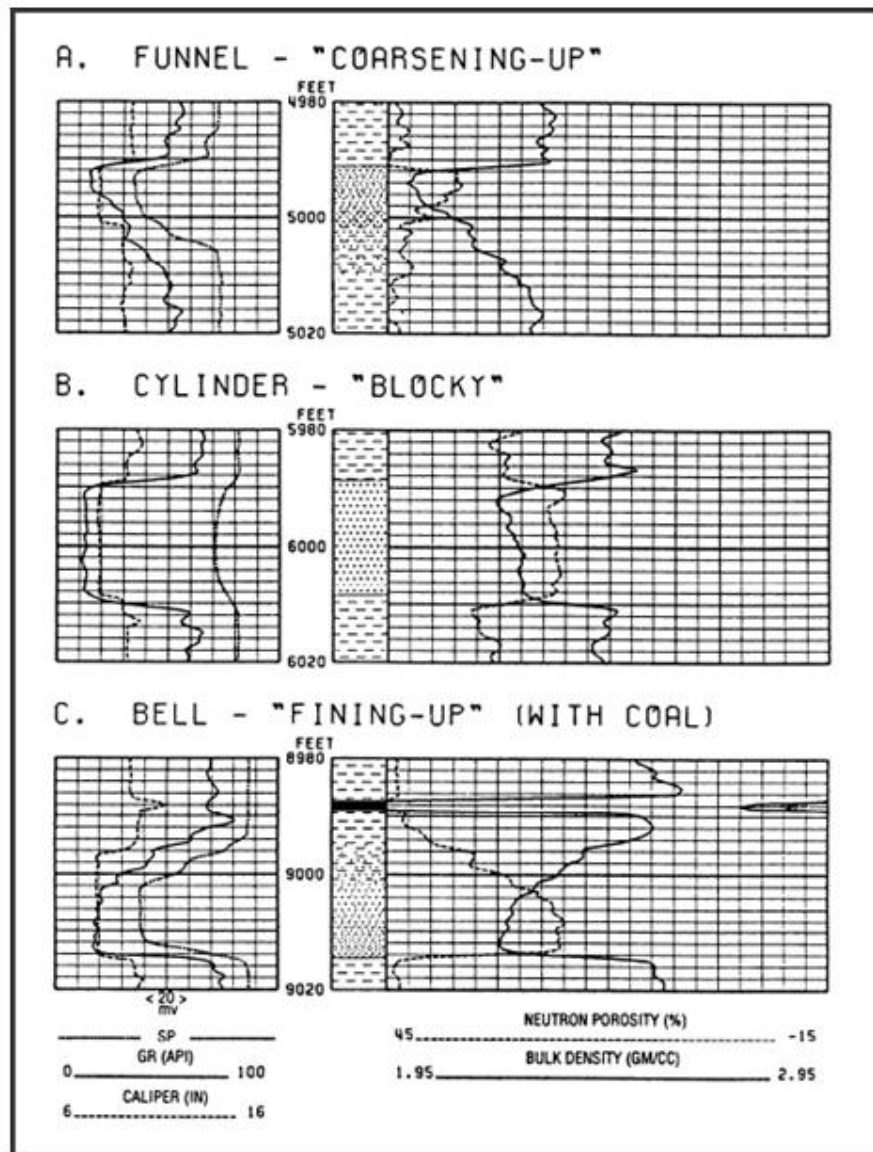 A. FUNNEL - "COARSENING-UP"
FEET
4980
5000
5020
B. CYLINDER - "BLOCKY"
FEET
5980
6000
6020
C. BELL - "FINING-UP" (WITH COAL)
FEET
8980
9000
9020
< 20 >
mv
SP
GR (API)
0 100
CALIPER (IN)
6 16
NEUTRON POROSITY (%)
45 -15
BULK DENSITY (GM/CC)
1.95 2.95